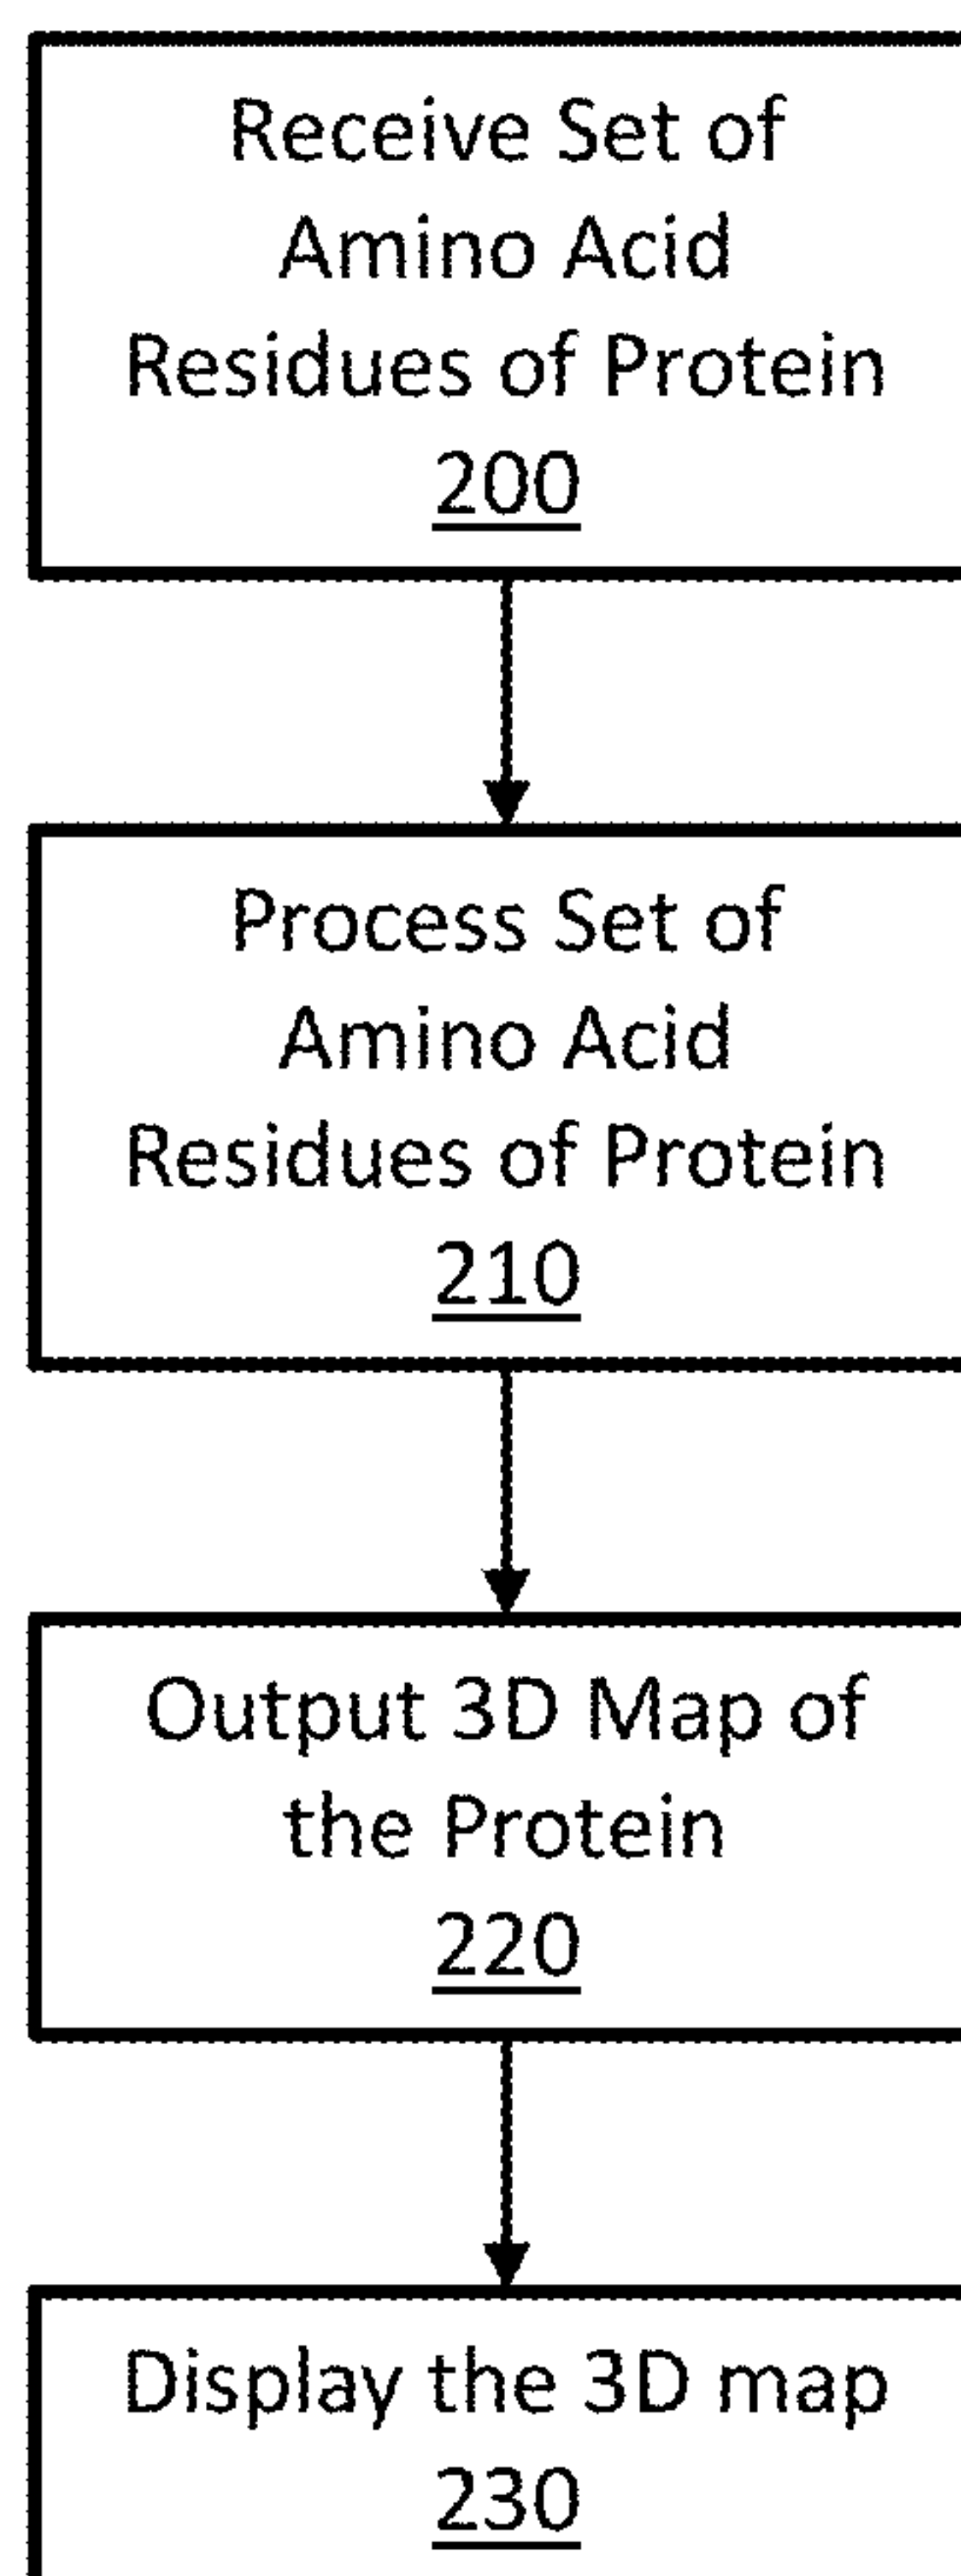 Receive Set of
Amino Acid
Residues of Protein
200
Process Set of
Amino Acid
Residues of Protein
210
Output 3D Map of
the Protein
220
Display the 3D map
230